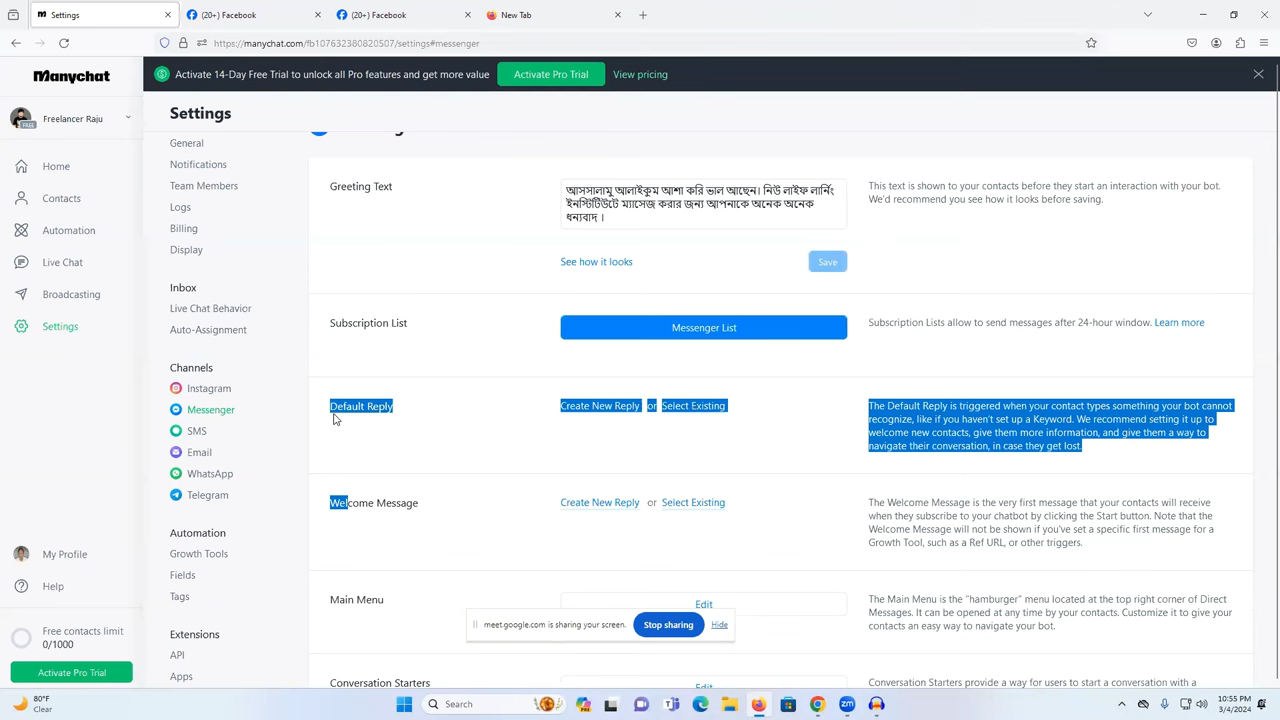 Settings
(20+) Facebook
(20+) Facebook
New Tab
https://manychat.com/fb107632380820507/settings#messenger
Manychat
Activate 14-Day Free Trial to unlock all Pro features and get more value
Activate Pro Trial
View pricing
Freelancer Raju
FREE
Home
Contacts
Automation
Live Chat
Broadcasting
Settings
My Profile
Help
Free contacts limit
0/1000
Activate Pro Trial
Settings
General
Notifications
Team Members
Logs
Billing
Display
Inbox
Live Chat Behavior
Auto-Assignment
Channels
Instagram
Messenger
SMS
Email
WhatsApp
Telegram
Automation
Growth Tools
Fields
Tags
Extensions
API
Apps
Greeting Text
আসসালামু আলাইকুম আশা করি ভাল আছেন। নিউ লাইফ লার্নিং
ইনস্টিটিউটে ম্যাসেজ করার জন্য আপনাকে অনেক অনেক
ধন্যবাদ ।
This text is shown to your contacts before they start an interaction with your bot.
We'd recommend you see how it looks before saving.
See how it looks
Save
Subscription List
Messenger List
Subscription Lists allow to send messages after 24-hour window. Learn more
Default Reply
Create New Reply or Select Existing
The Default Reply is triggered when your contact types something your bot cannot
recognize, like if you haven't set up a Keyword. We recommend setting it up to
welcome new contacts, give them more information, and give them a way to
navigate their conversation, in case they get lost.
Welcome Message
Create New Reply or Select Existing
The Welcome Message is the very first message that your contacts will receive
when they subscribe to your chatbot by clicking the Start button. Note that the
Welcome Message will not be shown if you've set a specific first message for a
Growth Tool, such as a Ref URL, or other triggers.
Main Menu
Edit
The Main Menu is the "hamburger" menu located at the top right corner of Direct
Messages. It can be opened at any time by your contacts. Customize it to give your
contacts an easy way to navigate your bot.
meet.google.com is sharing your screen.
Stop sharing
Hide
Conversation Starters
Edit
Conversation Starters provide a way for users to start a conversation with a
80°F
Clear
Search
10:55 PM
3/4/2024